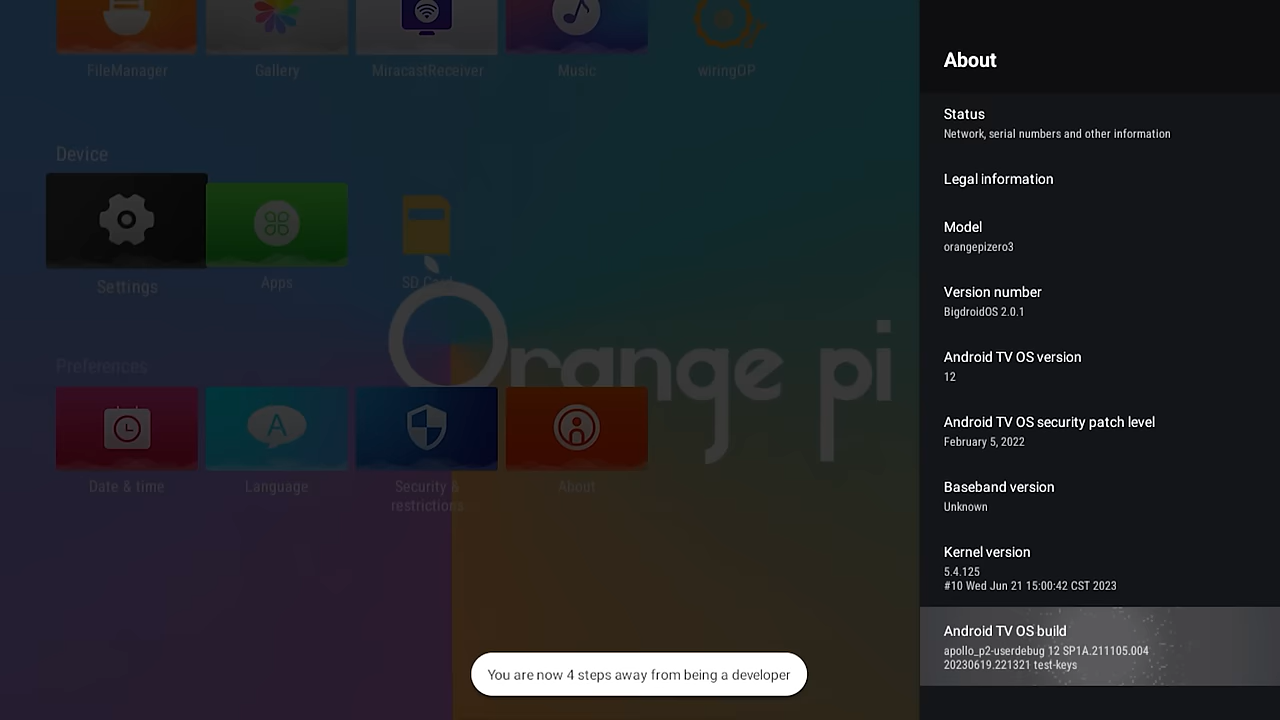 FileManager
Gallery
MiracastReceiver
Music
wiringOP
Device
Settings
Apps
SD Card
Orange pi
Preferences
A
Date & time
Language
Security &
restrictions
About
About
Status
Network, serial numbers and other information
Legal information
Model
orangepizero3
Version number
BigdroidOS 2.0.1
Android TV OS version
12
Android TV OS security patch level
February 5, 2022
Baseband version
Unknown
Kernel version
5.4.125
#10 Wed Jun 21 15:00:42 CST 2023
Android TV OS build
apollo_p2-userdebug 12 SP1A.211105.004
20230619.221321 test-keys
You are now 4 steps away from being a developer